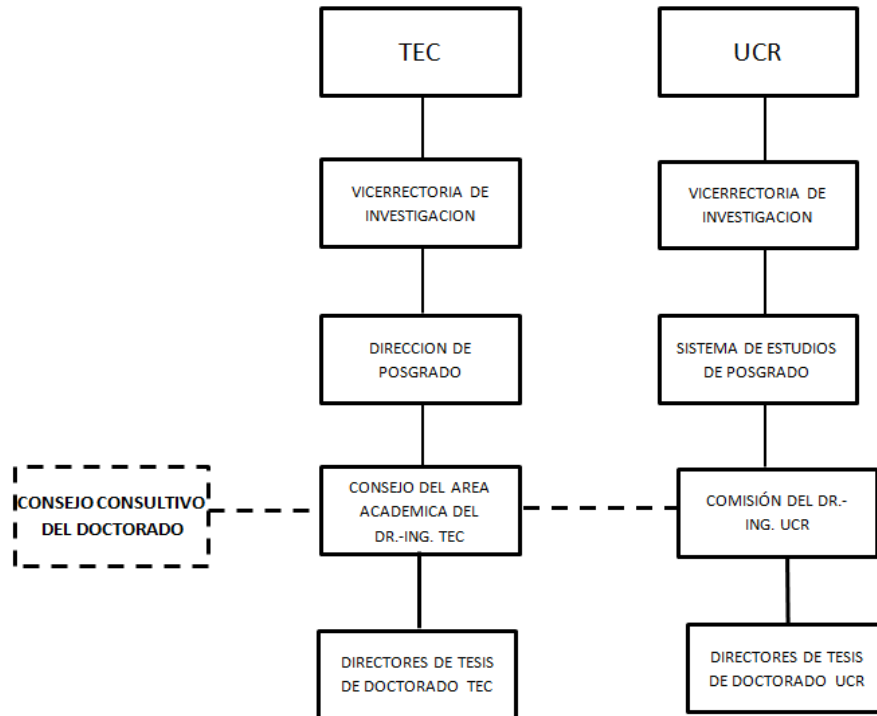 TEC
UCR
VICERRECTORIA DE
INVESTIGACION
VICERRECTORIA DE
INVESTIGACION
DIRECCION DE
POSGRADO
SISTEMA DE ESTUDIOS
DE POSGRADO
CONSEJO CONSULTIVO
DEL DOCTORADO
CONSEJO DEL AREA
ACADEMICA DEL
DR.-ING. TEC
COMISIÓN DEL DR.-
ING. UCR
DIRECTORES DE TESIS
DE DOCTORADO TEC
DIRECTORES DE TESIS
DE DOCTORADO UCR